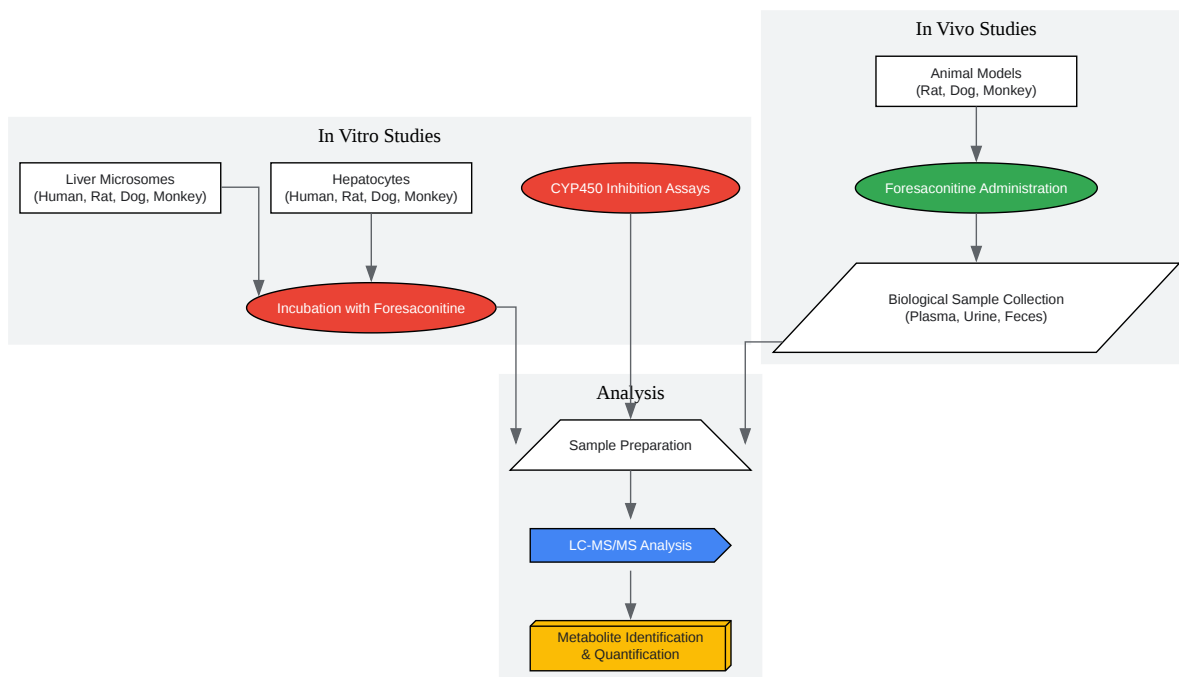 In Vivo Studies
Animal Models
(Rat, Dog, Monkey)
Foresaconitine Administration
Biological Sample Collection
(Plasma, Urine, Feces)
In Vitro Studies
Liver Microsomes
(Human, Rat, Dog, Monkey)
Hepatocytes
(Human, Rat, Dog, Monkey)
CYP450 Inhibition Assays
Incubation with Foresaconitine
Analysis
Sample Preparation
LC-MS/MS Analysis
Metabolite Identification
& Quantification